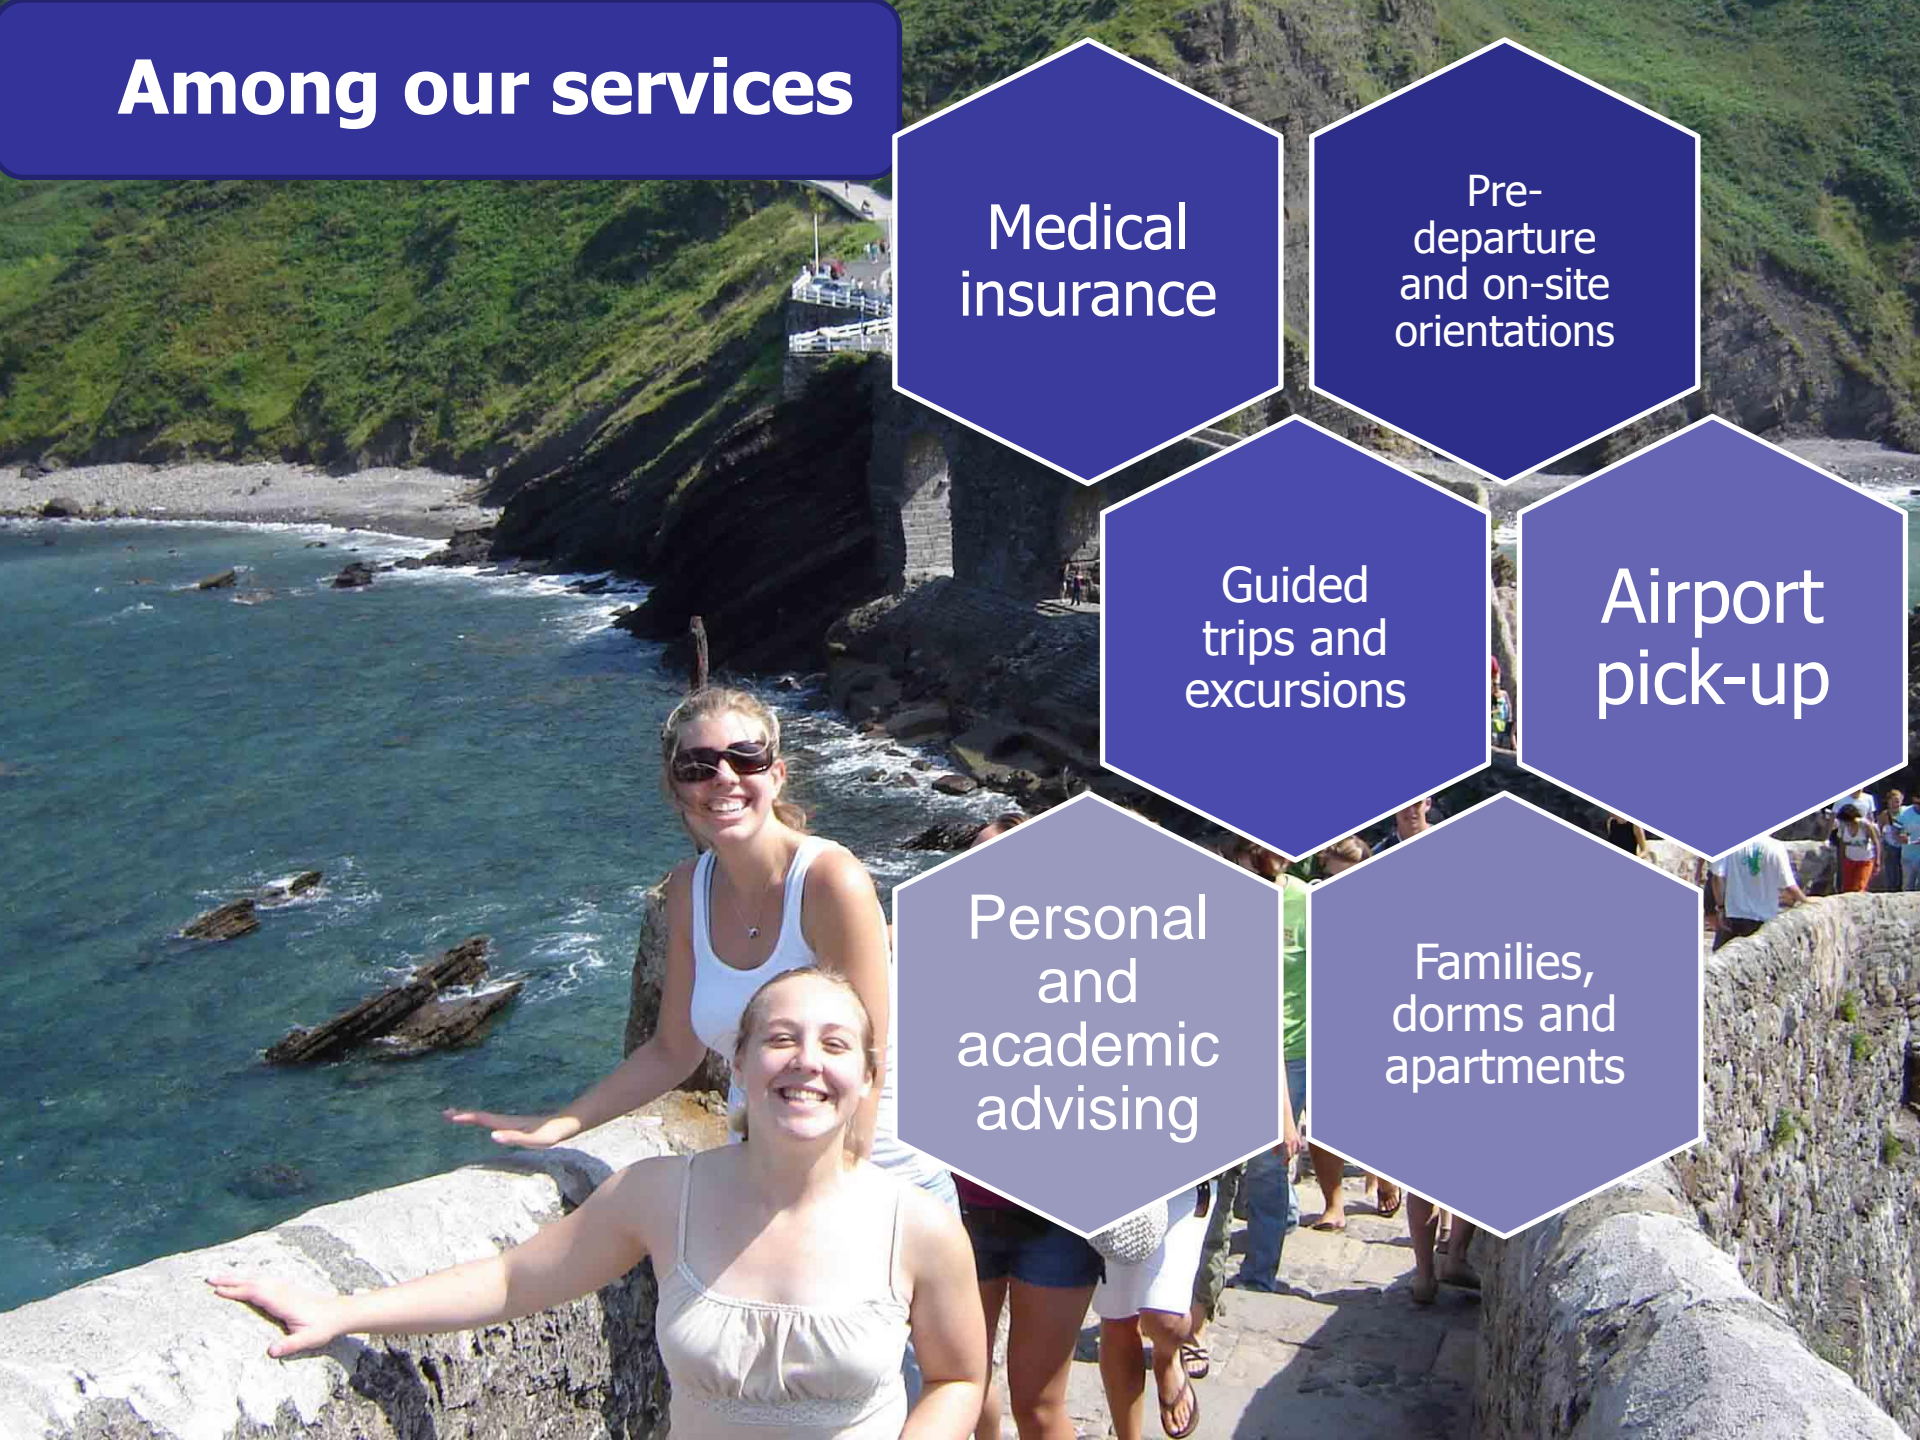 Among our services
Medical
insurance
Pre-
departure
and on-site
orientations
Guided
trips and
excursions
Airport
pick-up
Personal
and
academic
advising
Families,
dorms and
apartments